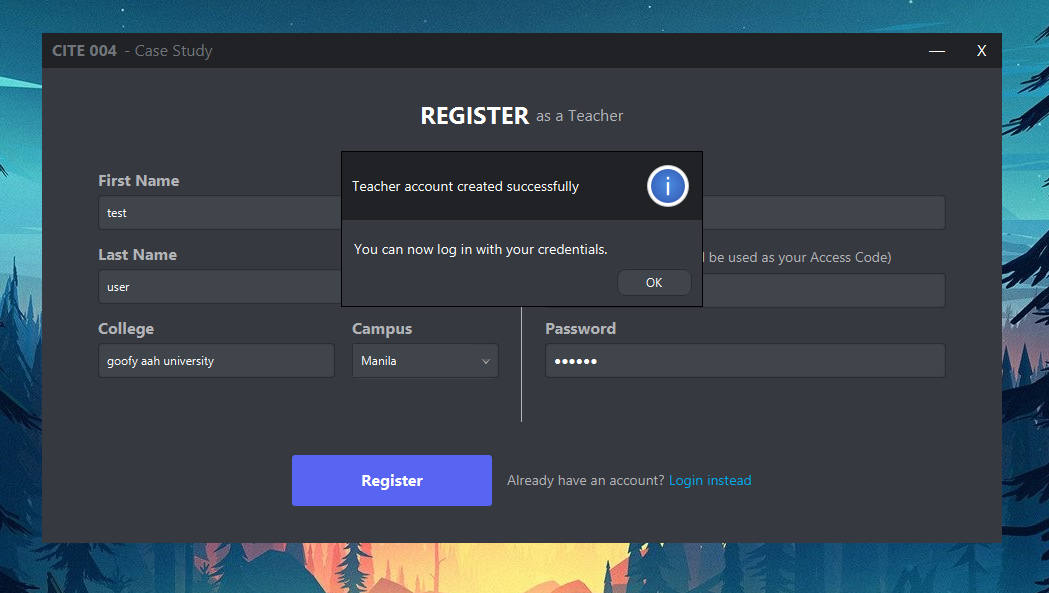 CITE 004 - Case Study
X
REGISTER as a Teacher
Teacher account created successfully
You can now log in with your credentials.
OK
First Name
test
Last Name
be used as your Access Code)
user
College
Campus
Password
goofy aah university
Manila
Register
Already have an account? Login instead